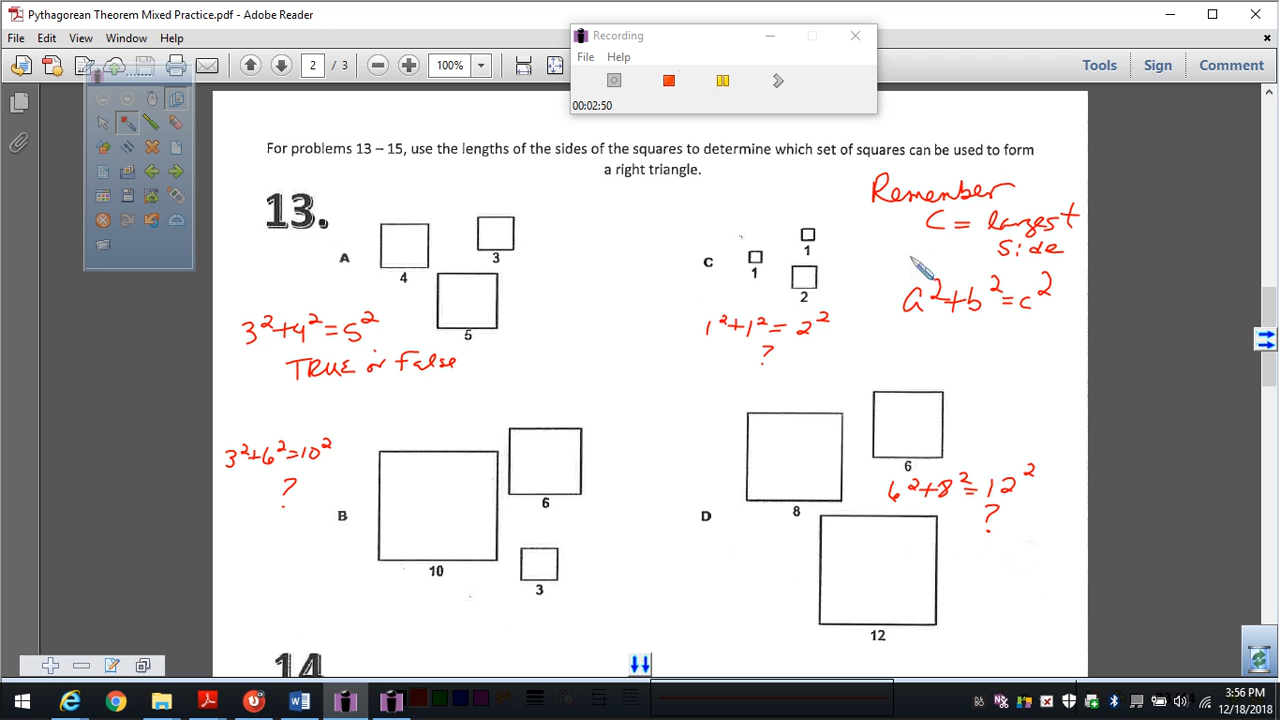 Pythagorean Theorem Mixed Practice.pdf - Adobe Reader
File Edit View Window Help
Recording
File Help
00:02:50
2 / 3
100%
Tools Sign Comment
For problems 13 – 15, use the lengths of the sides of the squares to determine which set of squares can be used to form
a right triangle.
Remember
C = largest
Side
a²+b²=c²
13.
A
4
3
5
3²+4²=5²
TRUE or False
C
1
1
2
1²+1²=2²
?
3²+6²=10²
?
B
10
6
3
D
8
6
12
6²+8²=12²
?
14
3:56 PM
12/18/2018